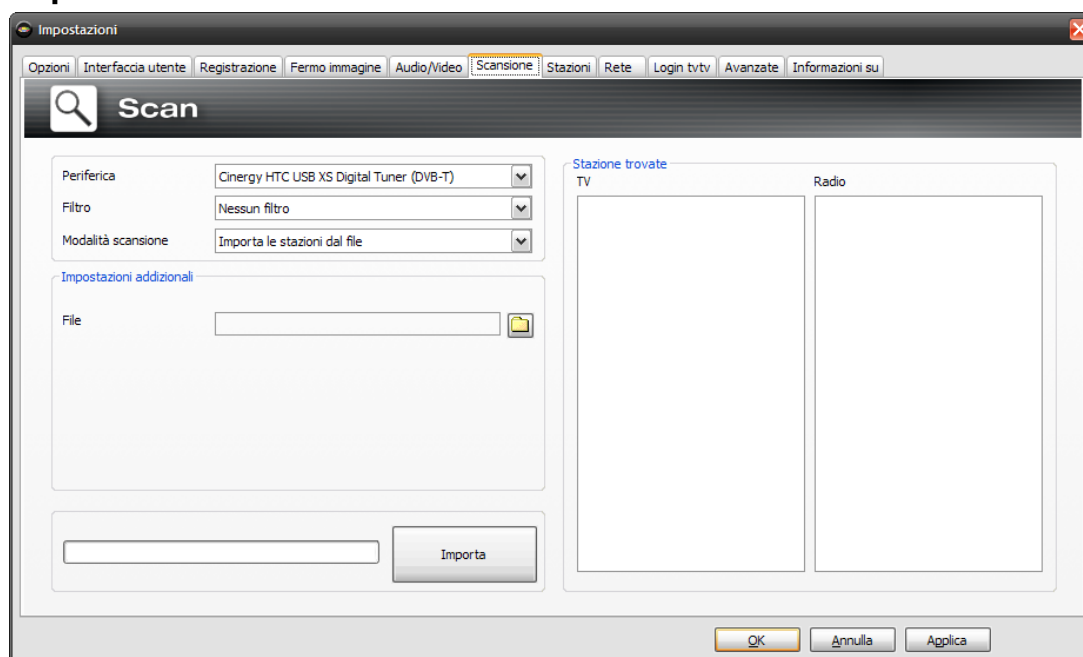 Impostazioni
Opzioni Interfaccia utente Registrazione Fermo immagine Audio/Video Scansione Stazioni Rete Login tvtv Avanzate Informazioni su
Scan
Periferica Cinergy HTC USB XS Digital Tuner (DVB-T)
Filtro Nessun filtro
Modalità scansione Importa le stazioni dal file
Impostazioni addizionali
File
Importa
Stazione trovate
TV Radio
OK Annulla Applica